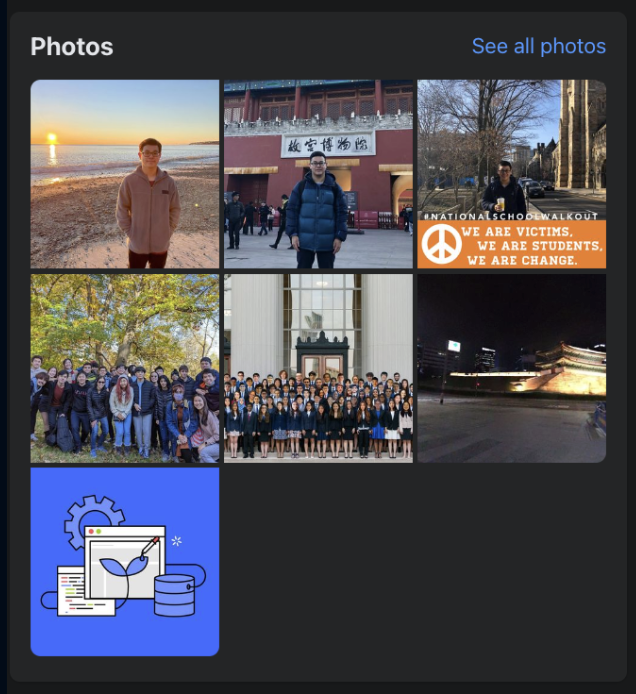 Photos
See all photos
故宫博物院
#NATIONALSCHOOLWALKOUT
WE ARE VICTIMS,
WE ARE STUDENTS,
WE ARE CHANGE.